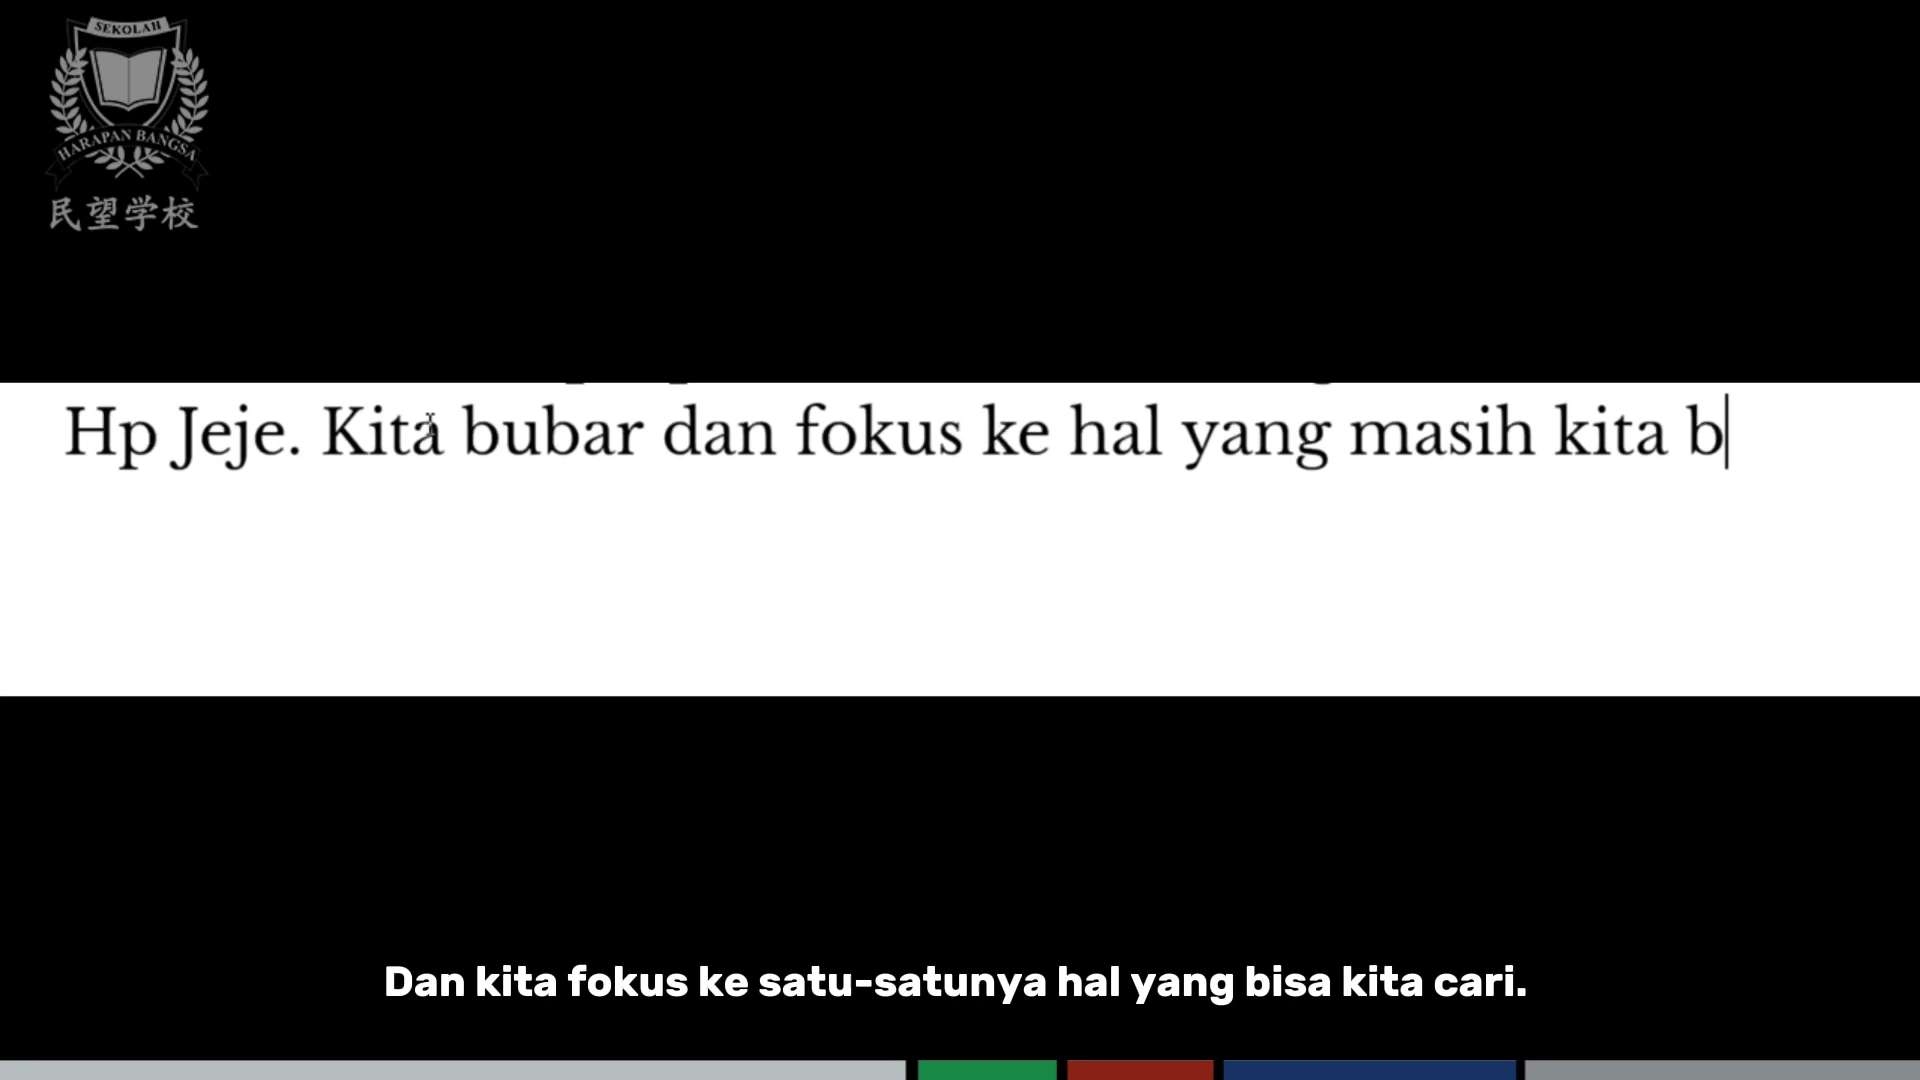 SEKOLAH
HARAPAN BANGSA
民望学校
Hp Jeje. Kita bubar dan fokus ke hal yang masih kita b
Dan kita fokus ke satu-satunya hal yang bisa kita cari.